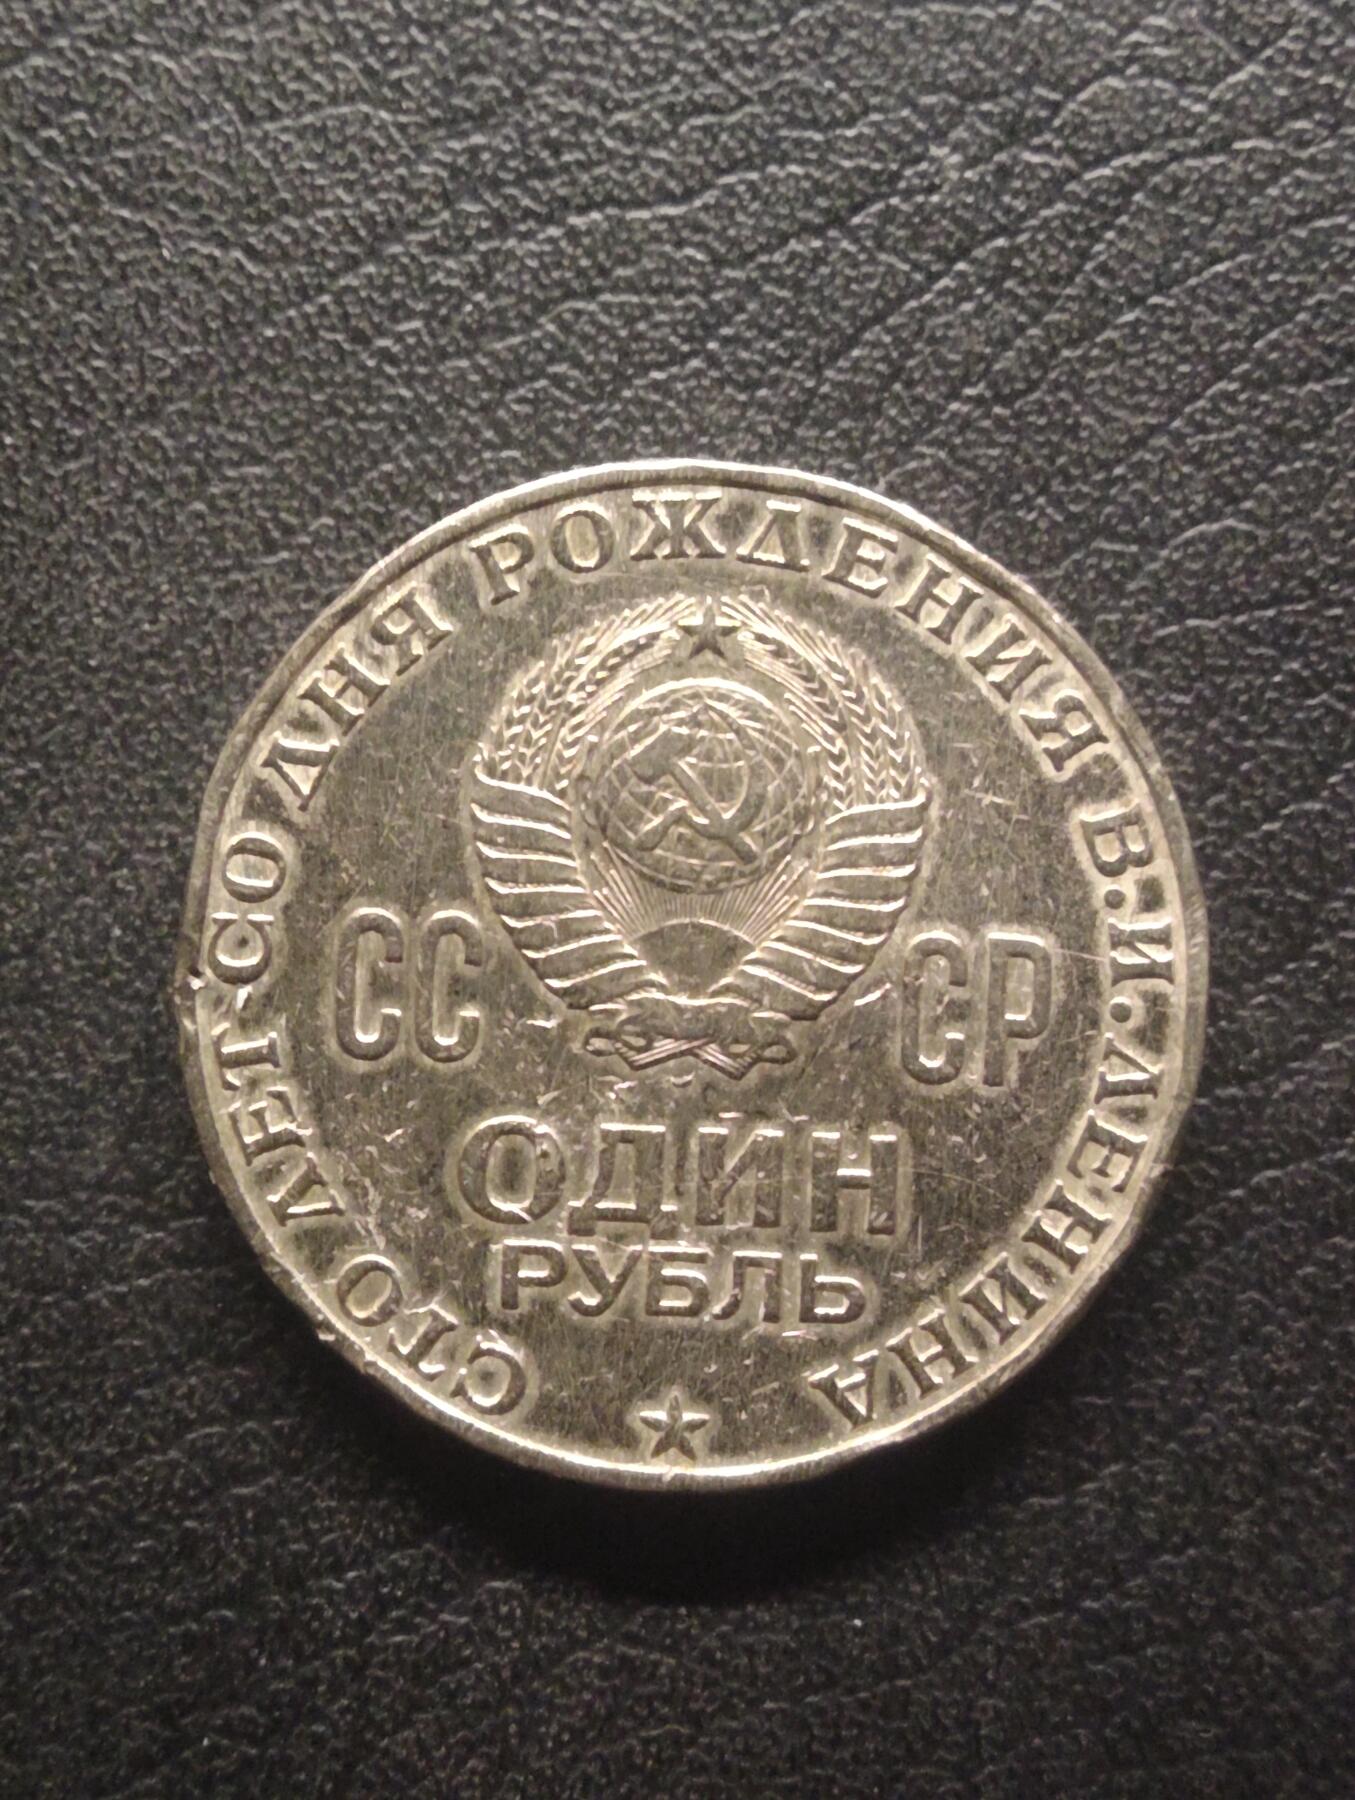 СТО ЛЕТ СО ДНЯ РОЖДЕНИЯ В.И.ЛЕНИНА
СС СР
ОДИН
РУБЛЬ